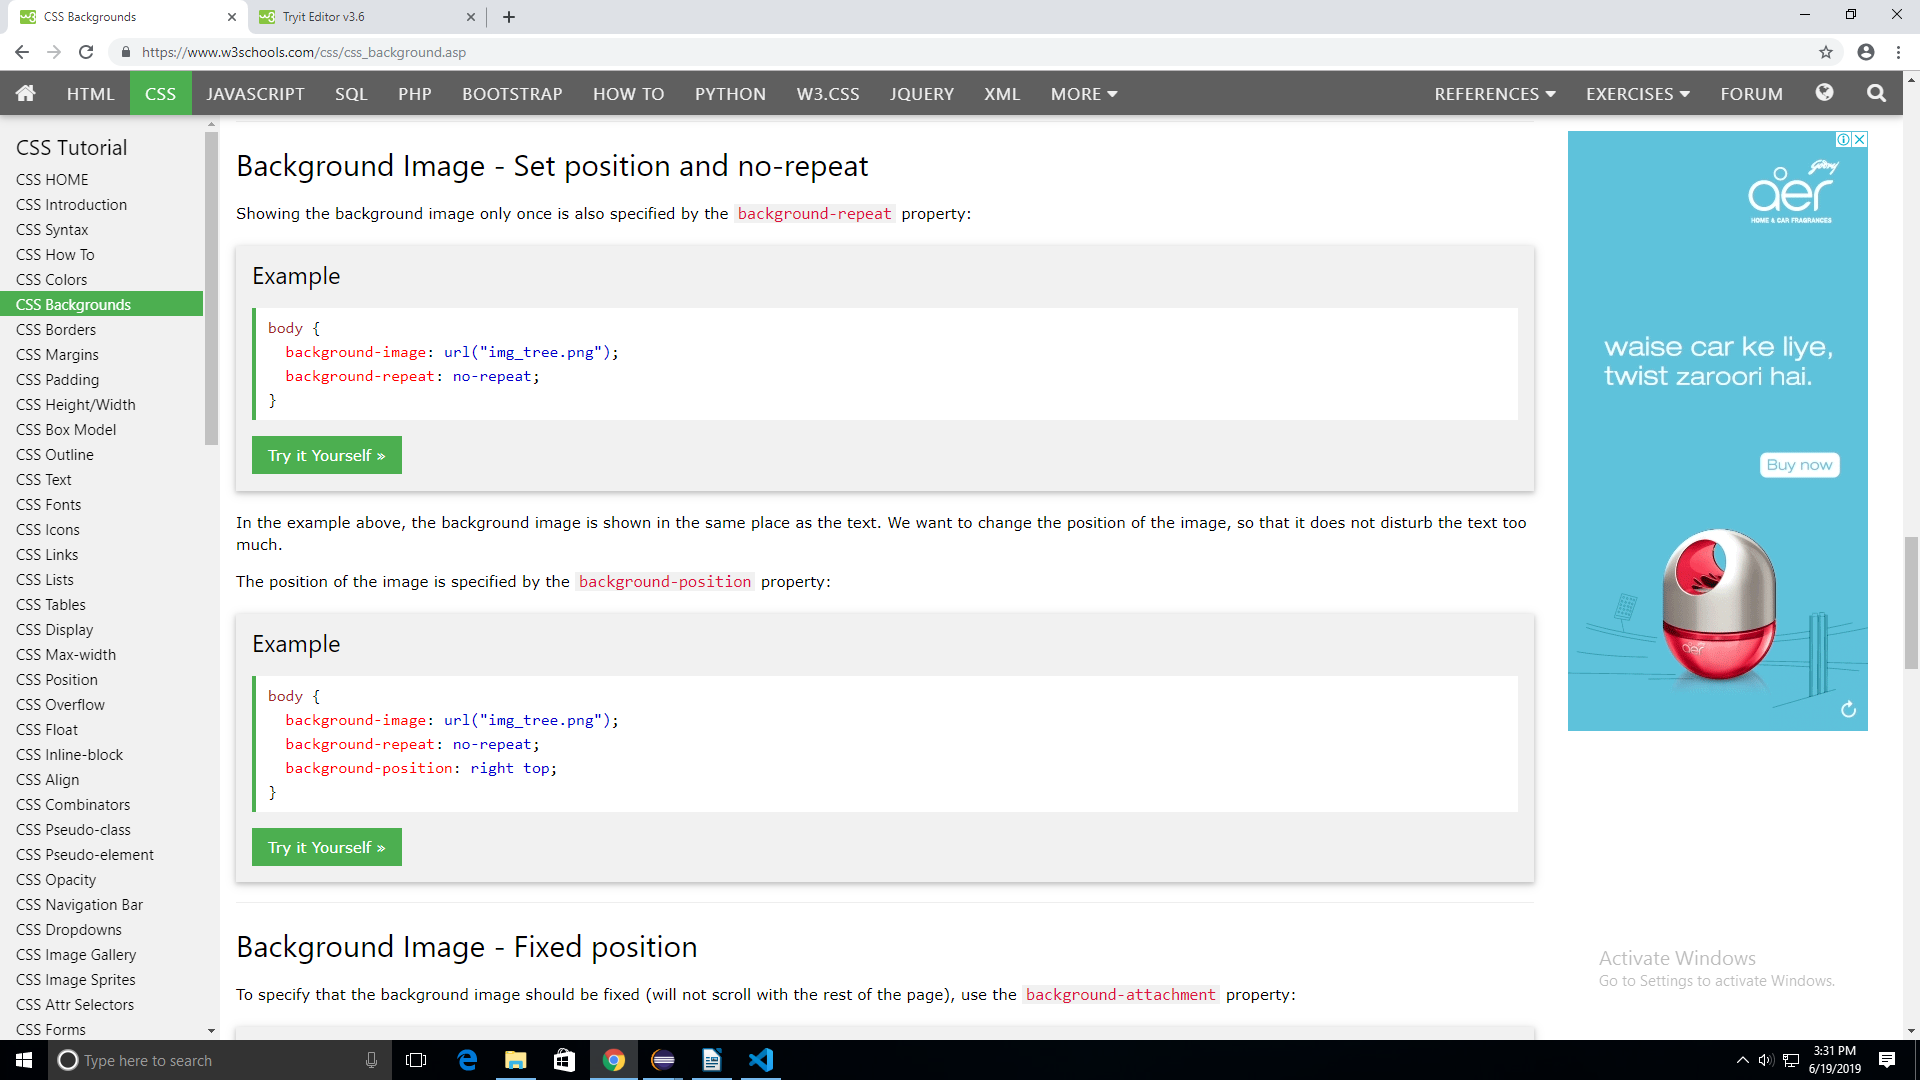 CSS Backgrounds
Tryit Editor v3.6
https://www.w3schools.com/css/css_background.asp
HTML CSS JAVASCRIPT SQL PHP BOOTSTRAP HOW TO PYTHON W3.CSS JQUERY XML MORE REFERENCES EXERCISES FORUM
CSS Tutorial
CSS HOME
CSS Introduction
CSS Syntax
CSS How To
CSS Colors
CSS Backgrounds
CSS Borders
CSS Margins
CSS Padding
CSS Height/Width
CSS Box Model
CSS Outline
CSS Text
CSS Fonts
CSS Icons
CSS Links
CSS Lists
CSS Tables
CSS Display
CSS Max-width
CSS Position
CSS Overflow
CSS Float
CSS Inline-block
CSS Align
CSS Combinators
CSS Pseudo-class
CSS Pseudo-element
CSS Opacity
CSS Navigation Bar
CSS Dropdowns
CSS Image Gallery
CSS Image Sprites
CSS Attr Selectors
CSS Forms
Background Image - Set position and no-repeat
Showing the background image only once is also specified by the background-repeat property:
Example
body {
background-image: url("img_tree.png");
background-repeat: no-repeat;
}
Try it Yourself »
In the example above, the background image is shown in the same place as the text. We want to change the position of the image, so that it does not disturb the text too
much.
The position of the image is specified by the background-position property:
Example
body {
background-image: url("img_tree.png");
background-repeat: no-repeat;
background-position: right top;
}
Try it Yourself »
Background Image - Fixed position
To specify that the background image should be fixed (will not scroll with the rest of the page), use the background-attachment property:
Godrej
aer
HOME & CAR FRAGRANCES
waise car ke liye,
twist zaroori hai.
Buy now
aer
Activate Windows
Go to Settings to activate Windows.
Type here to search
3:31 PM
6/19/2019